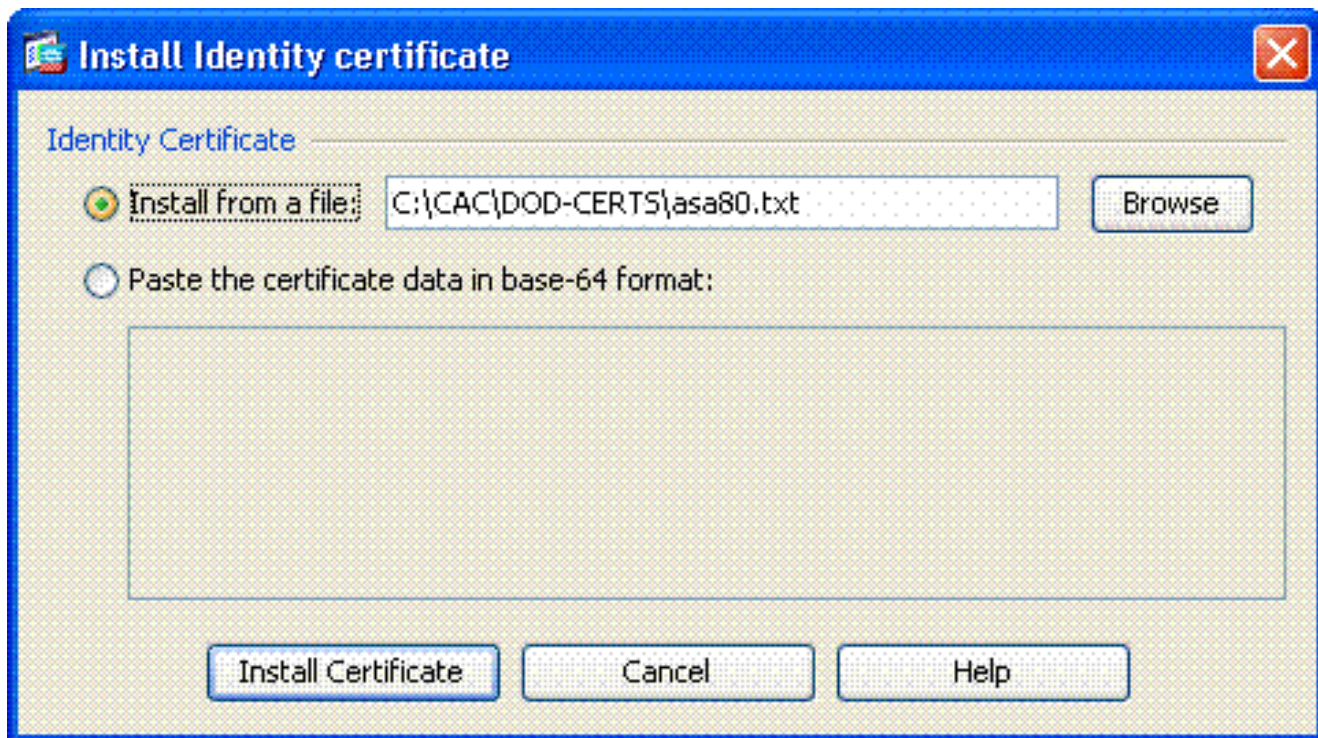 Install Identity certificate
Identity Certificate
Install from a file: C:\CAC\DOD-CERTS\asa80.txt Browse
Paste the certificate data in base-64 format:
Install Certificate Cancel Help